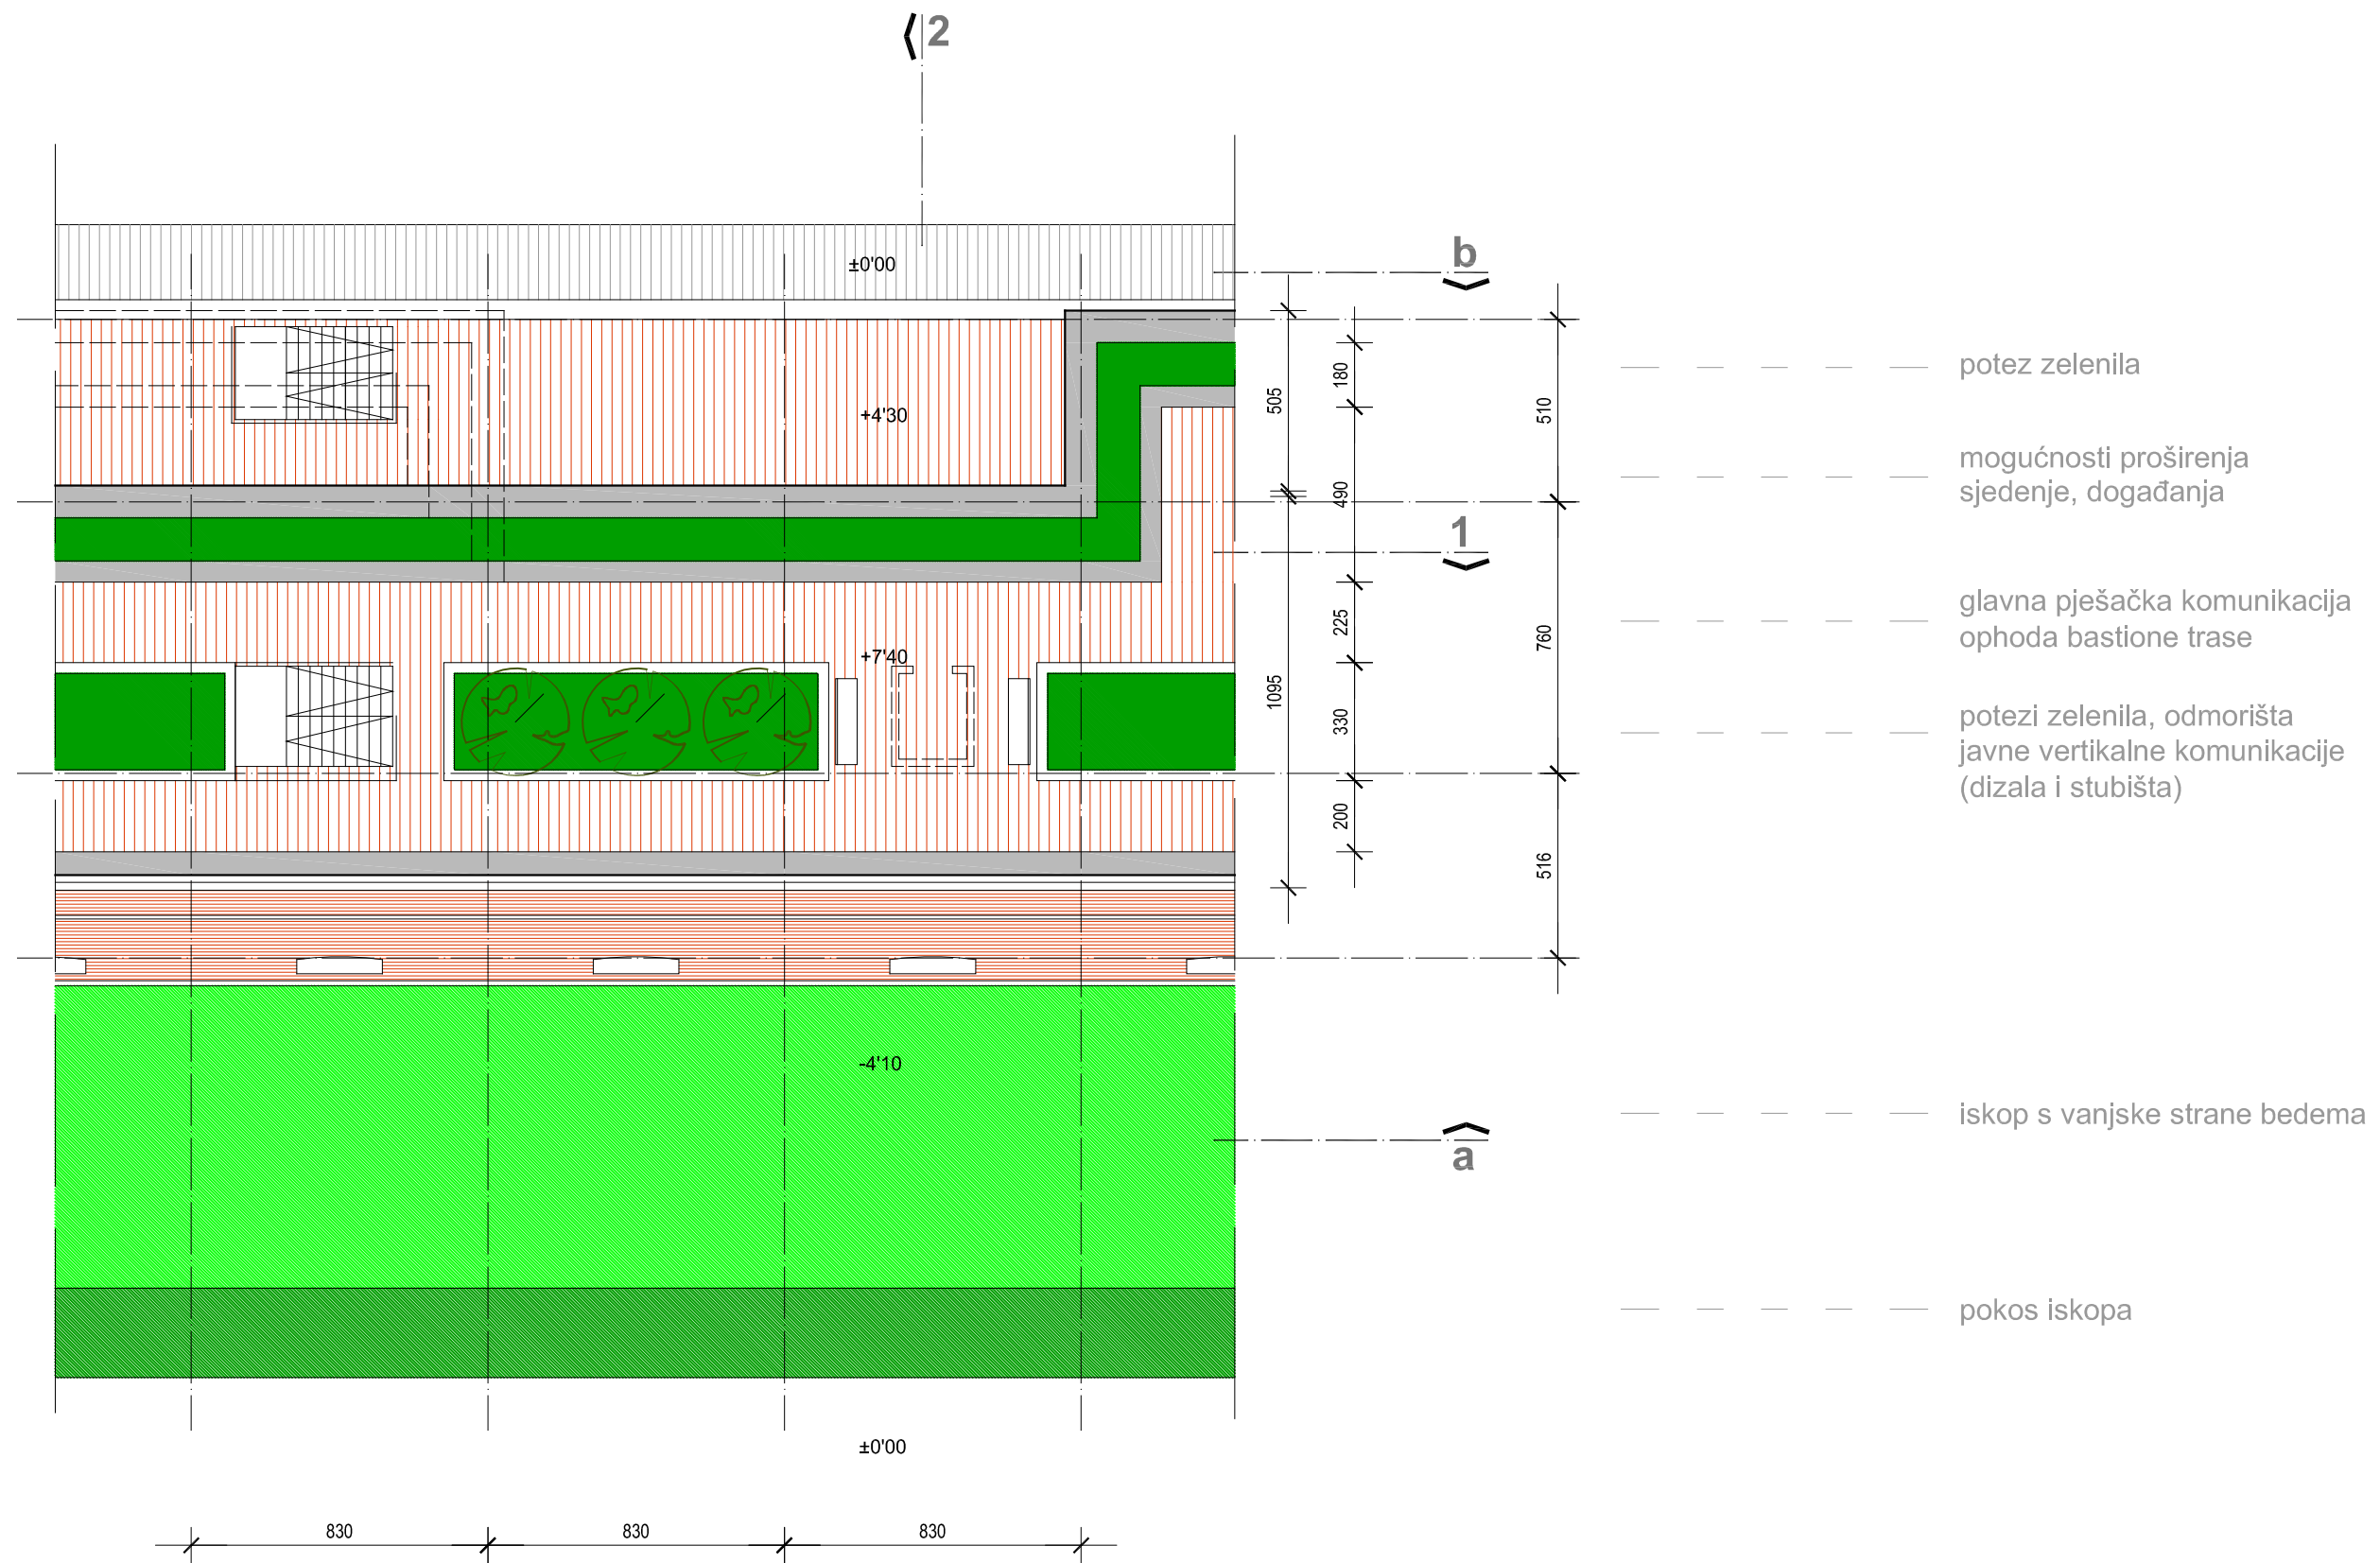 2
±0'00
b
+4'30
505
180
510
490
potez zelenila
mogućnosti proširenja
sjedenje, događanja
1
225
760
glavna pješačka komunikacija
ophoda bastione trase
+7'40
1095
330
potezi zelenila, odmorišta
javne vertikalne komunikacije
(dizala i stubišta)
200
516
-4'10
a
iskop s vanjske strane bedema
pokos iskopa
±0'00
830
830
830